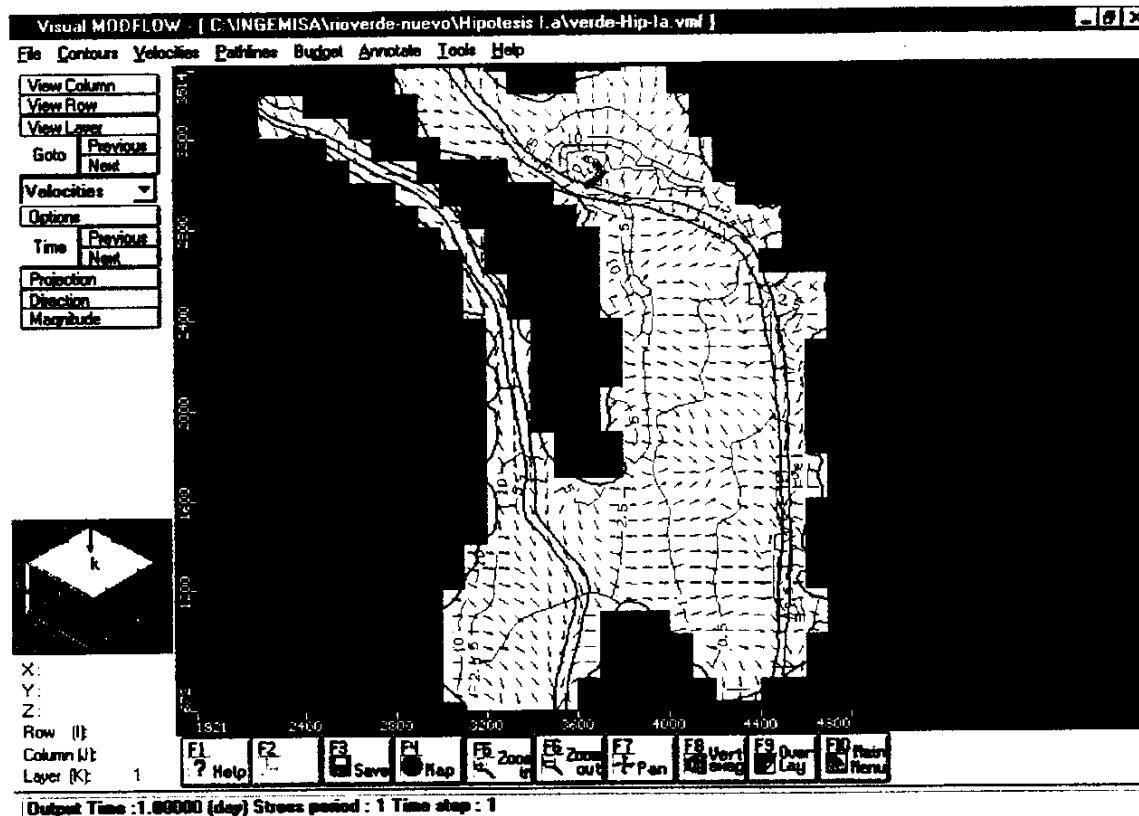 Visual MODFLOW - [ C:\INGEMISA\rioverde-nuevo\Hipotesis I.a\verde-Hip-Ia.vmf ]
File Contours Velocities Pathlines Budget Annotate Tools Help
View Column
View Row
View Layer
Goto Previous
Next
Velocities
Options
Time Previous
Next
Projection
Direction
Magnitude
2400
2000
k
X:
Y:
Z:
Row (I):
Column (J):
Layer (K): 1
1921 2400 2800 3200 3600 4000 4400 4800
F1 ? Help
F2
F3 Save
F4 Map
F5 Zoom in
F6 Zoom out
F7 Pan
F8 Vert exag
F9 Over Lay
F10 Main Menu
Output Time :1.00000 (day) Stress period : 1 Time step : 1